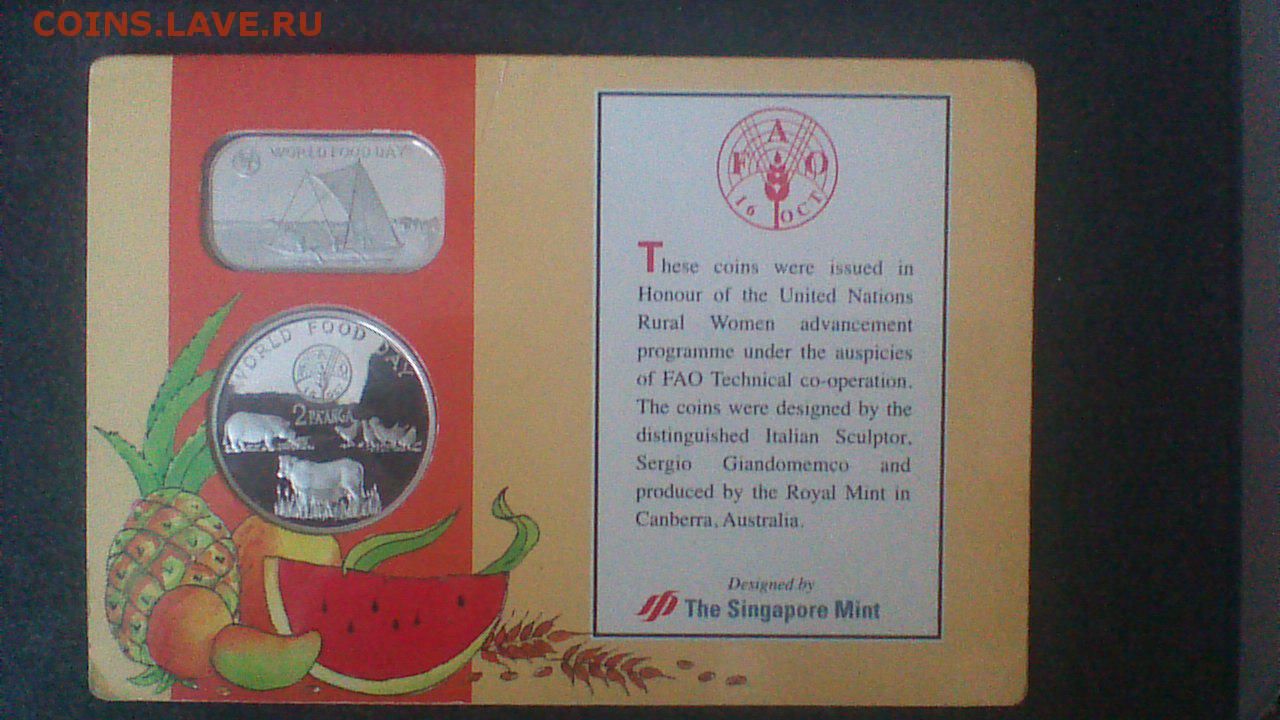 COINS.LAVE.RU
WORLD FOOD DAY
WORLD FOOD DAY
2 PA'ANGA
FAO
16 OCT
These coins were issued in
Honour of the United Nations
Rural Women advancement
programme under the auspicies
of FAO Technical co-operation.
The coins were designed by the
distinguished Italian Sculptor,
Sergio Giandomemco and
produced by the Royal Mint in
Canberra, Australia.
Designed by
The Singapore Mint